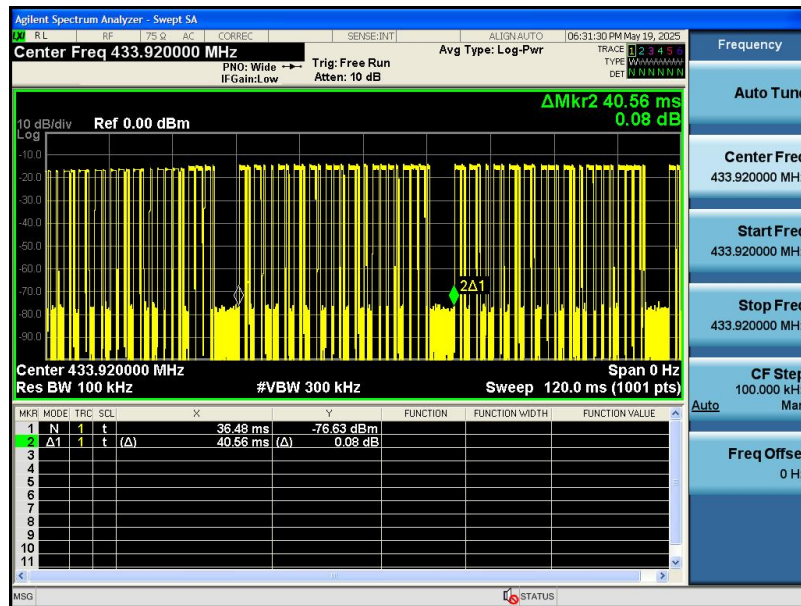 Agilent Spectrum Analyzer - Swept SA
LXI RL RF 75 Ω AC CORREC SENSE:INT ALIGNAUTO 06:31:30 PM May 19, 2025
Center Freq 433.920000 MHz
PNO: Wide
IFGain:Low
Trig: Free Run
Atten: 10 dB
Avg Type: Log-Pwr
TRACE 1 2 3 4 5 6
TYPE
DET N N N N N N
ΔMkr2 40.56 ms
0.08 dB
10 dB/div Ref 0.00 dBm
Log
-10.0
-20.0
-30.0
-40.0
-50.0
-60.0
-70.0
-80.0
-90.0
2Δ1
Center 433.920000 MHz Span 0 Hz
Res BW 100 kHz #VBW 300 kHz Sweep 120.0 ms (1001 pts)
MKR MODE TRC SCL X Y FUNCTION FUNCTION WIDTH FUNCTION VALUE
1 N 1 t 36.48 ms -76.63 dBm
2 Δ1 1 t (Δ) 40.56 ms (Δ) 0.08 dB
3
4
5
6
7
8
9
10
11
MSG STATUS
Frequency
Auto Tune
Center Freq
433.920000 MHz
Start Freq
433.920000 MHz
Stop Freq
433.920000 MHz
CF Step
100.000 kHz
Auto Man
Freq Offset
0 Hz